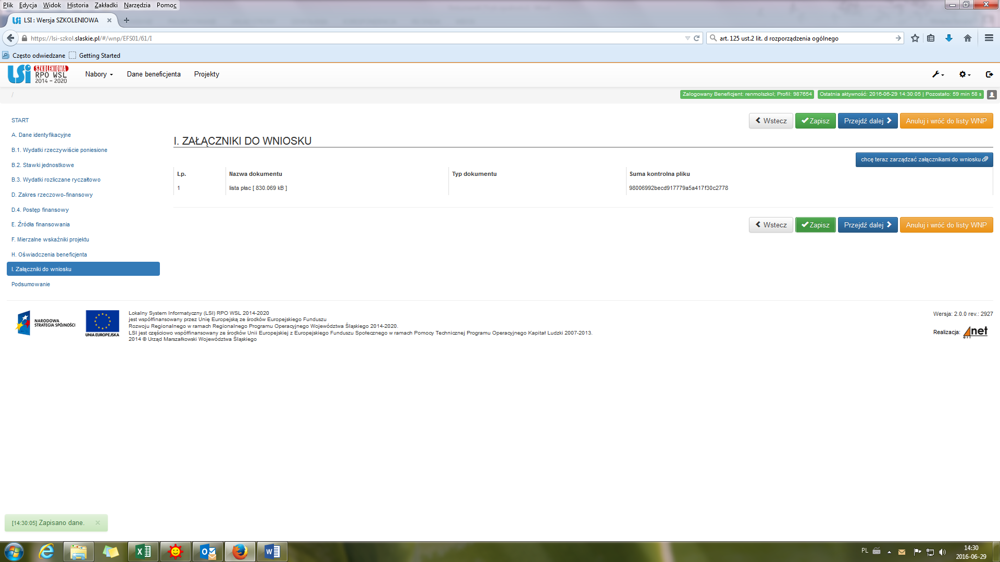 Plik Edycja Widok Historia Zakładki Narzędzia Pomoc
LSI : Wersja SZKOLENIOWA
https://lsi-szkol.slaskie.pl/#/wnp/EFS01/61/I
art. 125 ust.2 lit. d rozporządzenia ogólnego
Często odwiedzane Getting Started
LSI SZKOLENIOWA
RPO WSL
2014 - 2020
Nabory Dane beneficjenta Projekty
/
Zalogowany Beneficjent: renmolszkol; Profil: 987654 Ostatnia aktywność: 2016-06-29 14:30:05 | Pozostało: 59 min 58 s
START
A. Dane identyfikacyjne
B.1. Wydatki rzeczywiście poniesione
B.2. Stawki jednostkowe
B.3. Wydatki rozliczane ryczałtowo
D. Zakres rzeczowo-finansowy
D.4. Postęp finansowy
E. Źródła finansowania
F. Mierzalne wskaźniki projektu
H. Oświadczenia beneficjenta
I. Załączniki do wniosku
Podsumowanie
Wstecz Zapisz Przejdź dalej Anuluj i wróć do listy WNP
I. ZAŁĄCZNIKI DO WNIOSKU
chcę teraz zarządzać załącznikami do wniosku
Lp. Nazwa dokumentu Typ dokumentu Suma kontrolna pliku
1 lista płac [ 830.069 kB ] 98006992becd917779a5a417f30c2778
Wstecz Zapisz Przejdź dalej Anuluj i wróć do listy WNP
NARODOWA
STRATEGIA SPÓJNOŚCI
UNIA EUROPEJSKA
Lokalny System Informatyczny (LSI) RPO WSL 2014-2020
jest współfinansowany przez Unię Europejską ze środków Europejskiego Funduszu
Rozwoju Regionalnego w ramach Regionalnego Programu Operacyjnego Województwa Śląskiego 2014-2020.
LSI jest częściowo współfinansowany ze środków Unii Europejskiej z Europejskiego Funduszu Społecznego w ramach Pomocy Technicznej Programu Operacyjnego Kapitał Ludzki 2007-2013.
2014 © Urząd Marszałkowski Województwa Śląskiego
Wersja: 2.0.0 rev.: 2927
Realizacja: art 4net
[14:30:05] Zapisano dane.
PL
14:30
2016-06-29